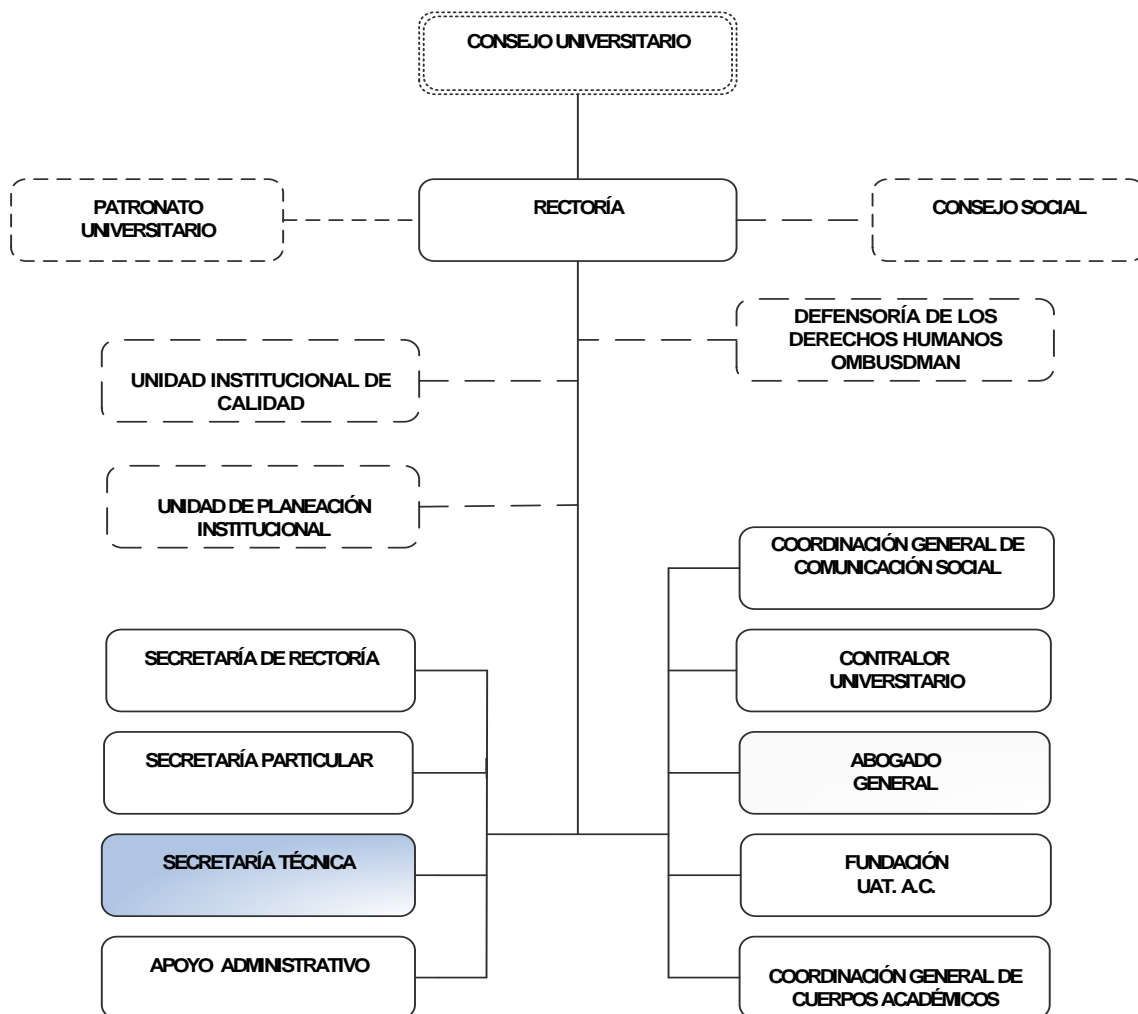 CONSEJO UNIVERSITARIO
PATRONATO
UNIVERSITARIO
RECTORÍA
CONSEJO SOCIAL
DEFENSORÍA DE LOS
DERECHOS HUMANOS
OMBUSDMAN
UNIDAD INSTITUCIONAL DE
CALIDAD
UNIDAD DE PLANEACIÓN
INSTITUCIONAL
COORDINACIÓN GENERAL DE
COMUNICACIÓN SOCIAL
SECRETARÍA DE RECTORÍA
CONTRALOR
UNIVERSITARIO
SECRETARÍA PARTICULAR
ABOGADO
GENERAL
SECRETARÍA TÉCNICA
FUNDACIÓN
UAT. A.C.
APOYO ADMINISTRATIVO
COORDINACIÓN GENERAL DE
CUERPOS ACADÉMICOS